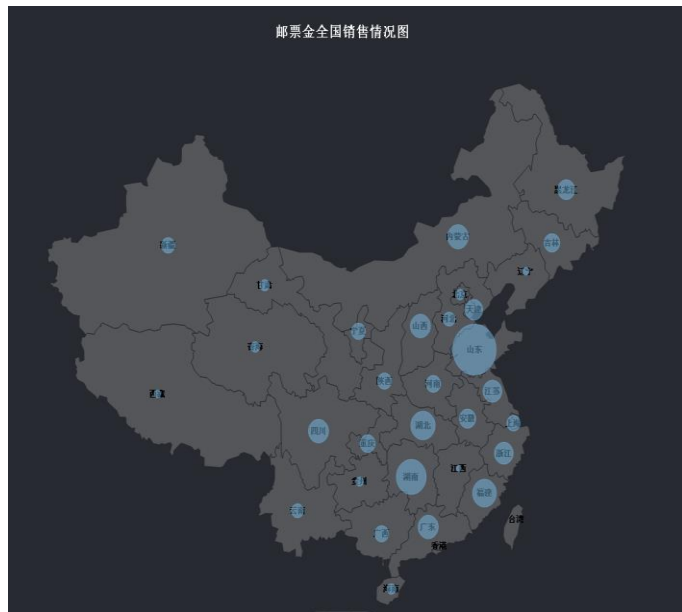 邮票金全国销售情况图
黑龙江
内蒙古
吉林
新疆
辽宁
甘肃
北京
天津
河北
山西
宁夏
青海
山东
陕西
河南
江苏
西藏
安徽
上海
湖北
四川
重庆
浙江
江西
湖南
贵州
福建
云南
台湾
广东
广西
香港
海南